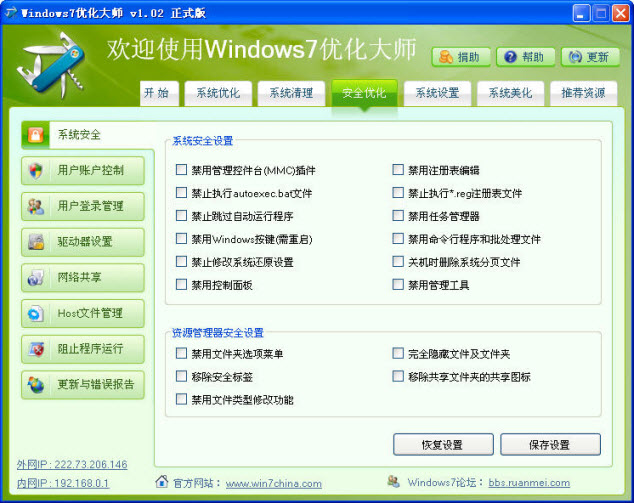 Windows7优化大师 v1.02 正式版
欢迎使用Windows7优化大师
捐助 帮助 更新
开始 系统优化 系统清理 安全优化 系统设置 系统美化 推荐资源
系统安全
用户账户控制
用户登录管理
驱动器设置
网络共享
Host文件管理
阻止程序运行
更新与错误报告
系统安全设置
禁用管理控件台(MMC)插件 禁用注册表编辑
禁止执行autoexec.bat文件 禁止执行*.reg注册表文件
禁止跳过自动运行程序 禁用任务管理器
禁用Windows按键(需重启) 禁用命令行程序和批处理文件
禁止修改系统还原设置 关机时删除系统分页文件
禁用控制面板 禁用管理工具
资源管理器安全设置
禁用文件夹选项菜单 完全隐藏文件及文件夹
移除安全标签 移除共享文件夹的共享图标
禁用文件类型修改功能
恢复设置 保存设置
外网IP: 222.73.206.146
内网IP: 192.168.0.1
官方网站: www.win7china.com Windows7论坛: bbs.ruanmei.com